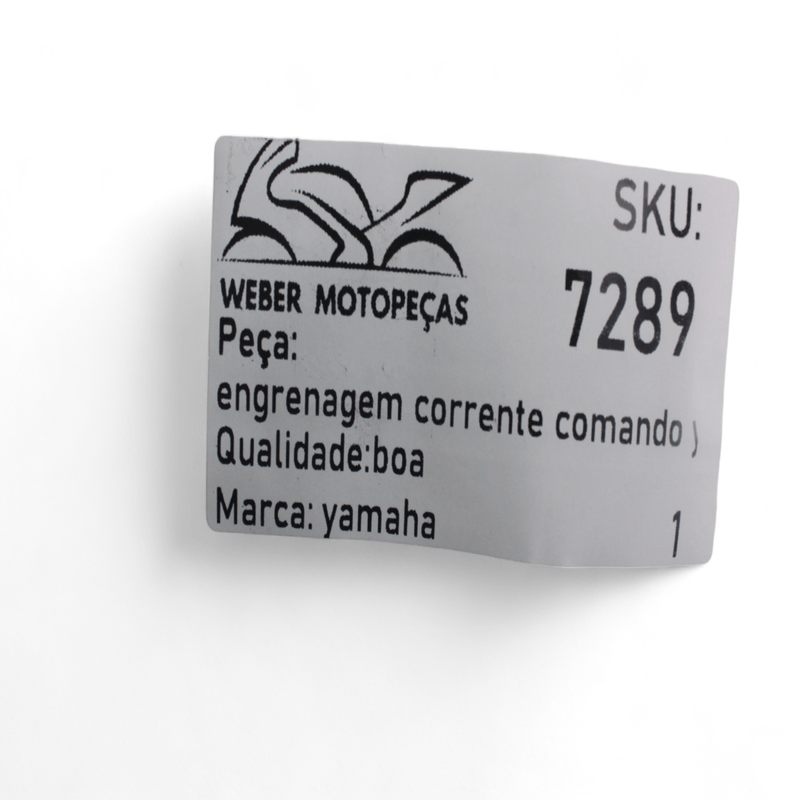 WEBER MOTOPEÇAS
SKU:
7289
Peça:
engrenagem corrente comando
Qualidade:boa
Marca: yamaha
1